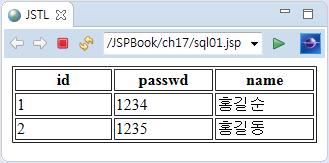 JSTL
/JSPBook/ch17/sql01.jsp
id passwd name
1 1234 홍길순
2 1235 홍길동